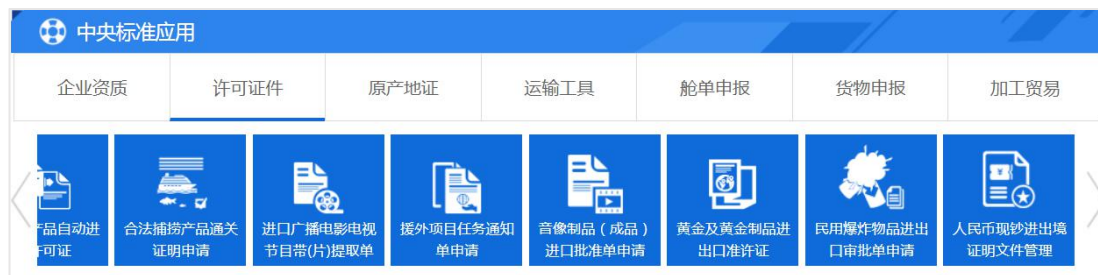 中央标准应用
企业资质 许可证件 原产地证 运输工具 舱单申报 货物申报 加工贸易
品自动进 合法捕捞产品通关 进口广播电影电视 援外项目任务通知 音像制品（成品） 黄金及黄金制品进 民用爆炸物品进出 人民币现钞进出境
可证 证明申请 节目带(片)提取单 单申请 进口批准单申请 出口准许证 口审批单申请 证明文件管理